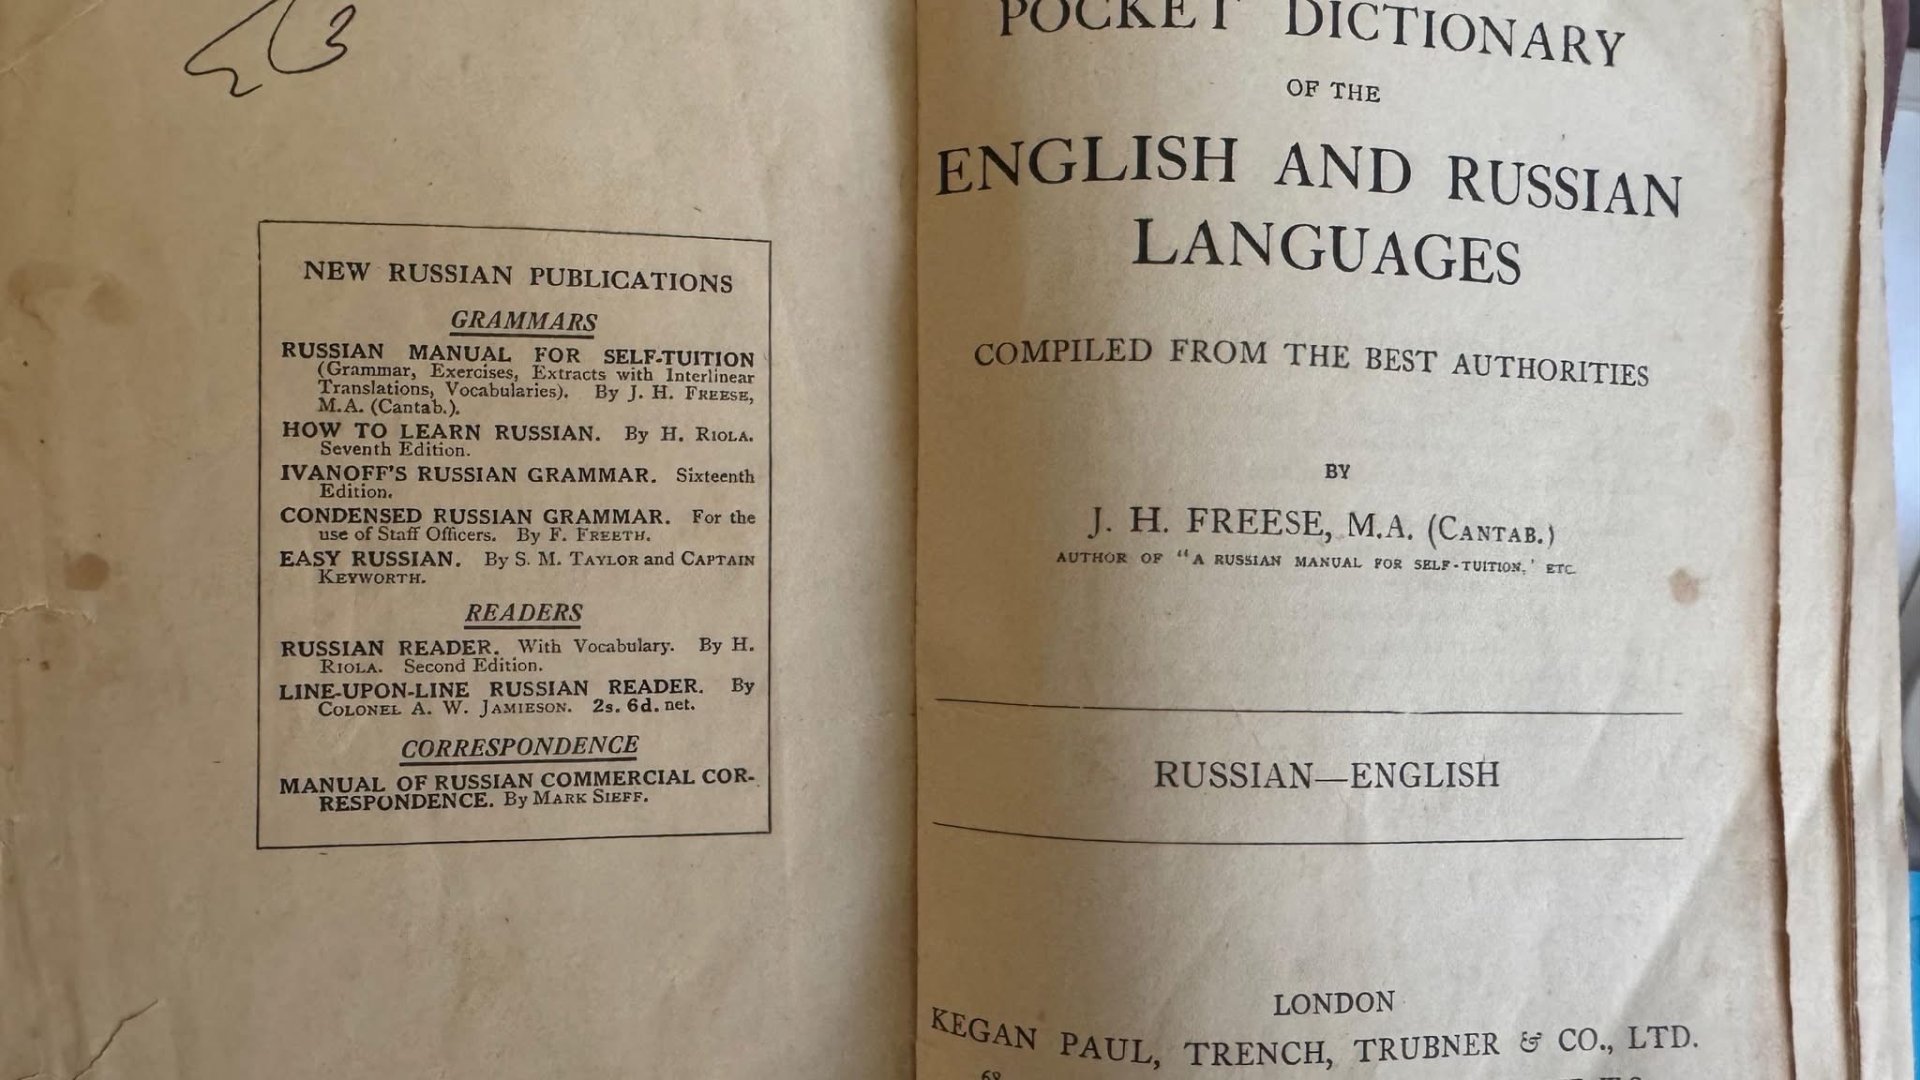 3
NEW RUSSIAN PUBLICATIONS
GRAMMARS
RUSSIAN MANUAL FOR SELF-TUITION
(Grammar, Exercises, Extracts with Interlinear
Translations, Vocabularies). By J. H. FREESE,
M.A. (Cantab.).
HOW TO LEARN RUSSIAN. By H. RIOLA.
Seventh Edition.
IVANOFF'S RUSSIAN GRAMMAR. Sixteenth
Edition.
CONDENSED RUSSIAN GRAMMAR. For the
use of Staff Officers. By F. FREETH.
EASY RUSSIAN. By S. M. TAYLOR and CAPTAIN
KEYWORTH.
READERS
RUSSIAN READER. With Vocabulary. By H.
RIOLA. Second Edition.
LINE-UPON-LINE RUSSIAN READER. By
COLONEL A. W. JAMIESON. 2s. 6d. net.
CORRESPONDENCE
MANUAL OF RUSSIAN COMMERCIAL COR-
RESPONDENCE. By MARK SIEFF.
POCKET DICTIONARY
OF THE
ENGLISH AND RUSSIAN
LANGUAGES
COMPILED FROM THE BEST AUTHORITIES
BY
J. H. FREESE, M.A. (CANTAB.)
AUTHOR OF "A RUSSIAN MANUAL FOR SELF-TUITION,' ETC.
RUSSIAN—ENGLISH
LONDON
KEGAN PAUL, TRENCH, TRUBNER & CO., LTD.